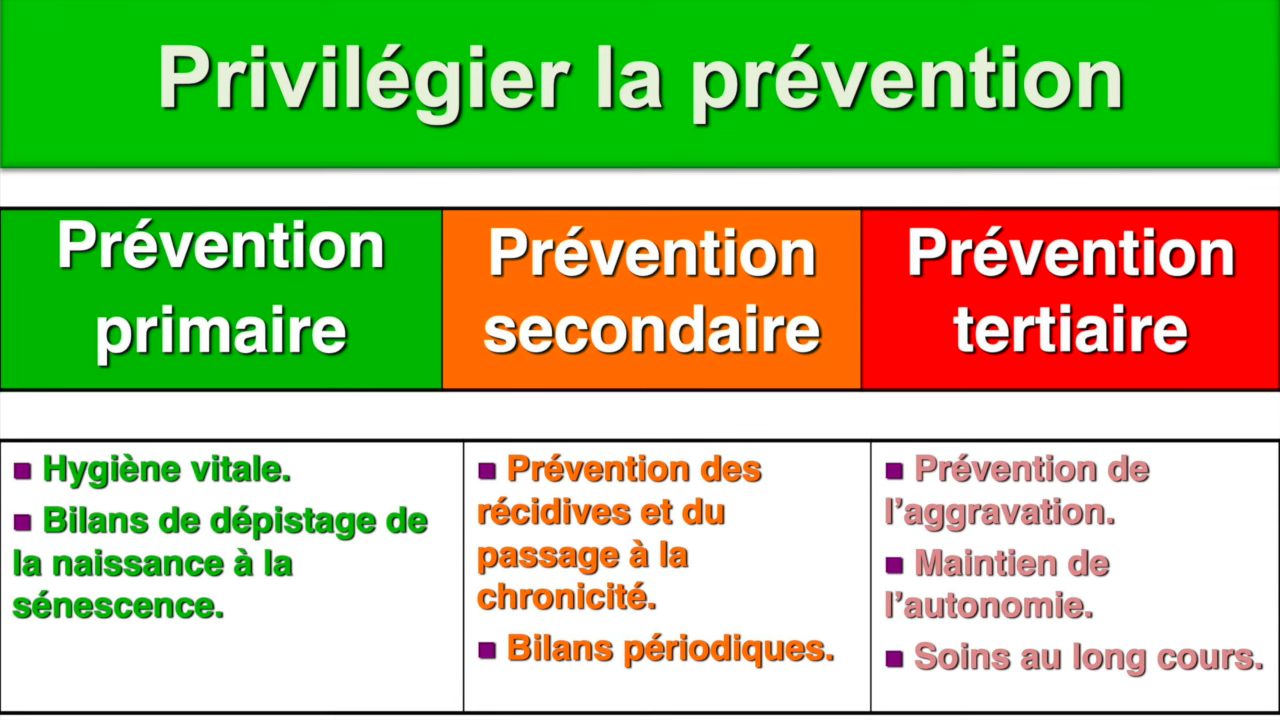 Privilégier la prévention
Prévention
primaire
Prévention
secondaire
Prévention
tertiaire
■ Hygiène vitale.
■ Bilans de dépistage de
la naissance à la
sénescence.
■ Prévention des
récidives et du
passage à la
chronicité.
■ Bilans périodiques.
■ Prévention de
l’aggravation.
■ Maintien de
l’autonomie.
■ Soins au long cours.